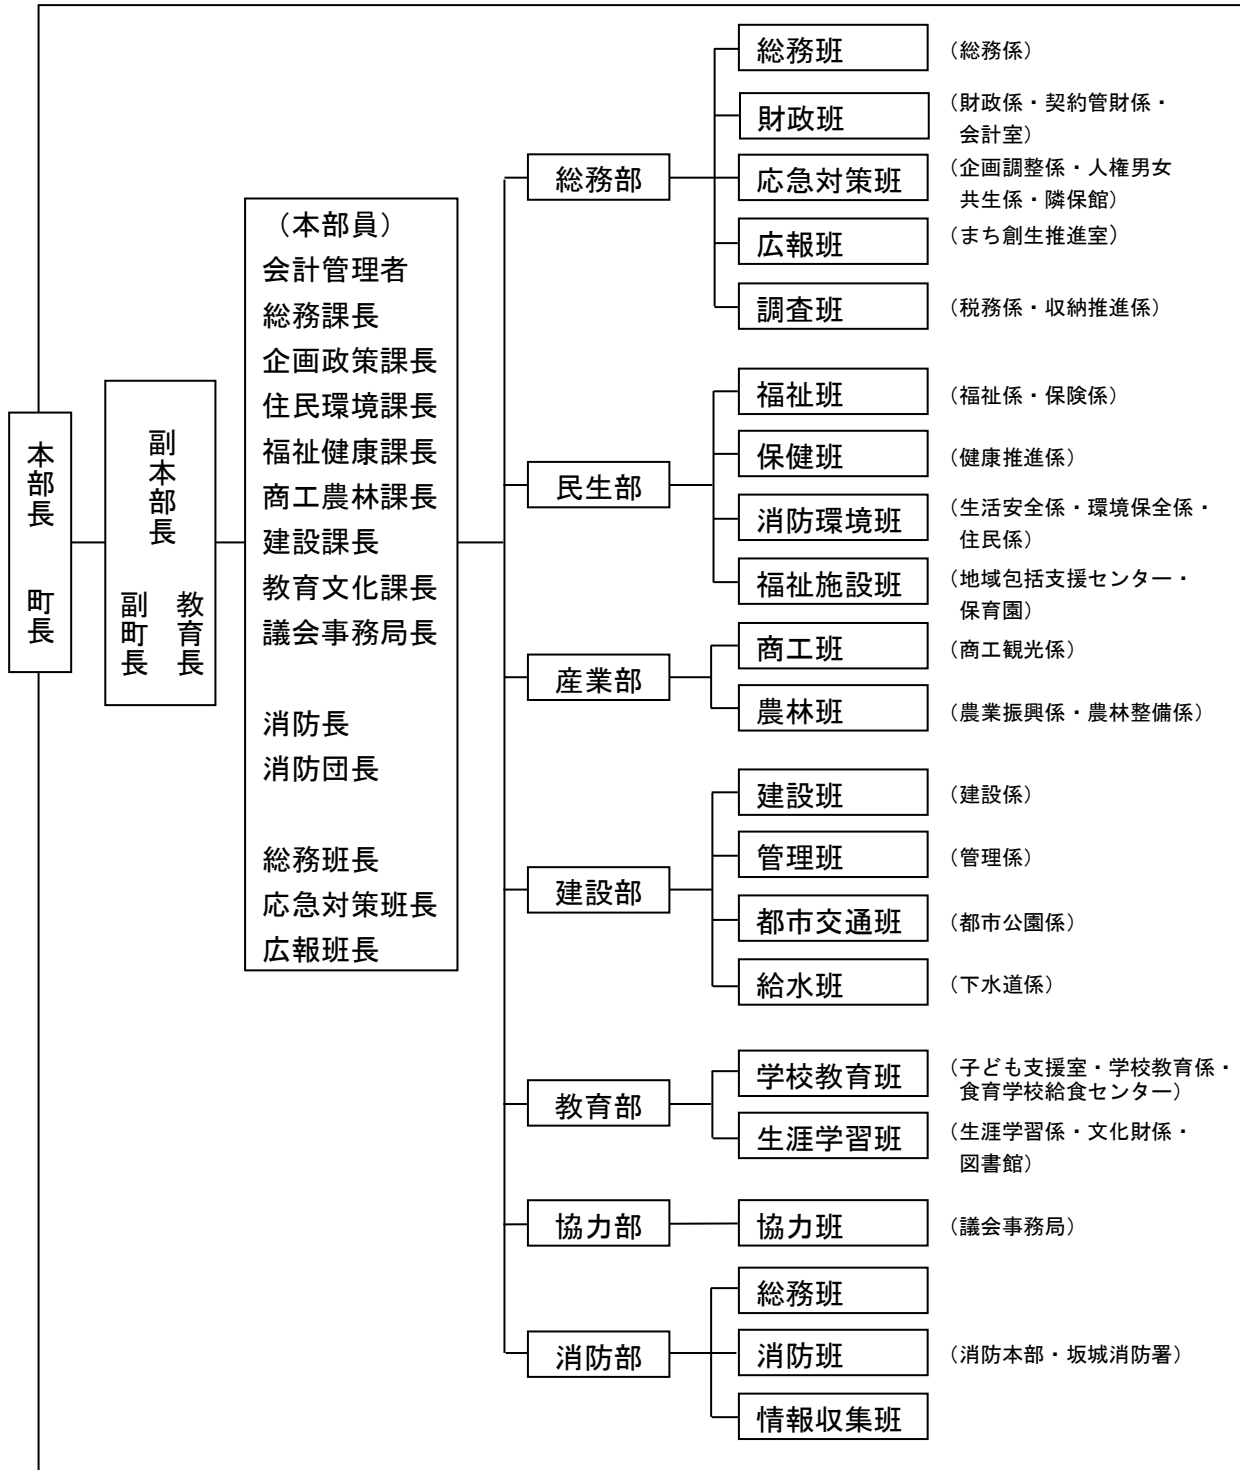 本部長　町長
副本部長
副町長　教育長
（本部員）
会計管理者
総務課長
企画政策課長
住民環境課長
福祉健康課長
商工農林課長
建設課長
教育文化課長
議会事務局長
消防長
消防団長
総務班長
応急対策班長
広報班長
総務部
総務班
（総務係）
財政班
（財政係・契約管財係・
会計室）
応急対策班
（企画調整係・人権男女
共生係・隣保館）
広報班
（まち創生推進室）
調査班
（税務係・収納推進係）
民生部
福祉班
（福祉係・保険係）
保健班
（健康推進係）
消防環境班
（生活安全係・環境保全係・
住民係）
福祉施設班
（地域包括支援センター・
保育園）
産業部
商工班
（商工観光係）
農林班
（農業振興係・農林整備係）
建設部
建設班
（建設係）
管理班
（管理係）
都市交通班
（都市公園係）
給水班
（下水道係）
教育部
学校教育班
（子ども支援室・学校教育係・
食育学校給食センター）
生涯学習班
（生涯学習係・文化財係・
図書館）
協力部
協力班
（議会事務局）
消防部
総務班
消防班
（消防本部・坂城消防署）
情報収集班